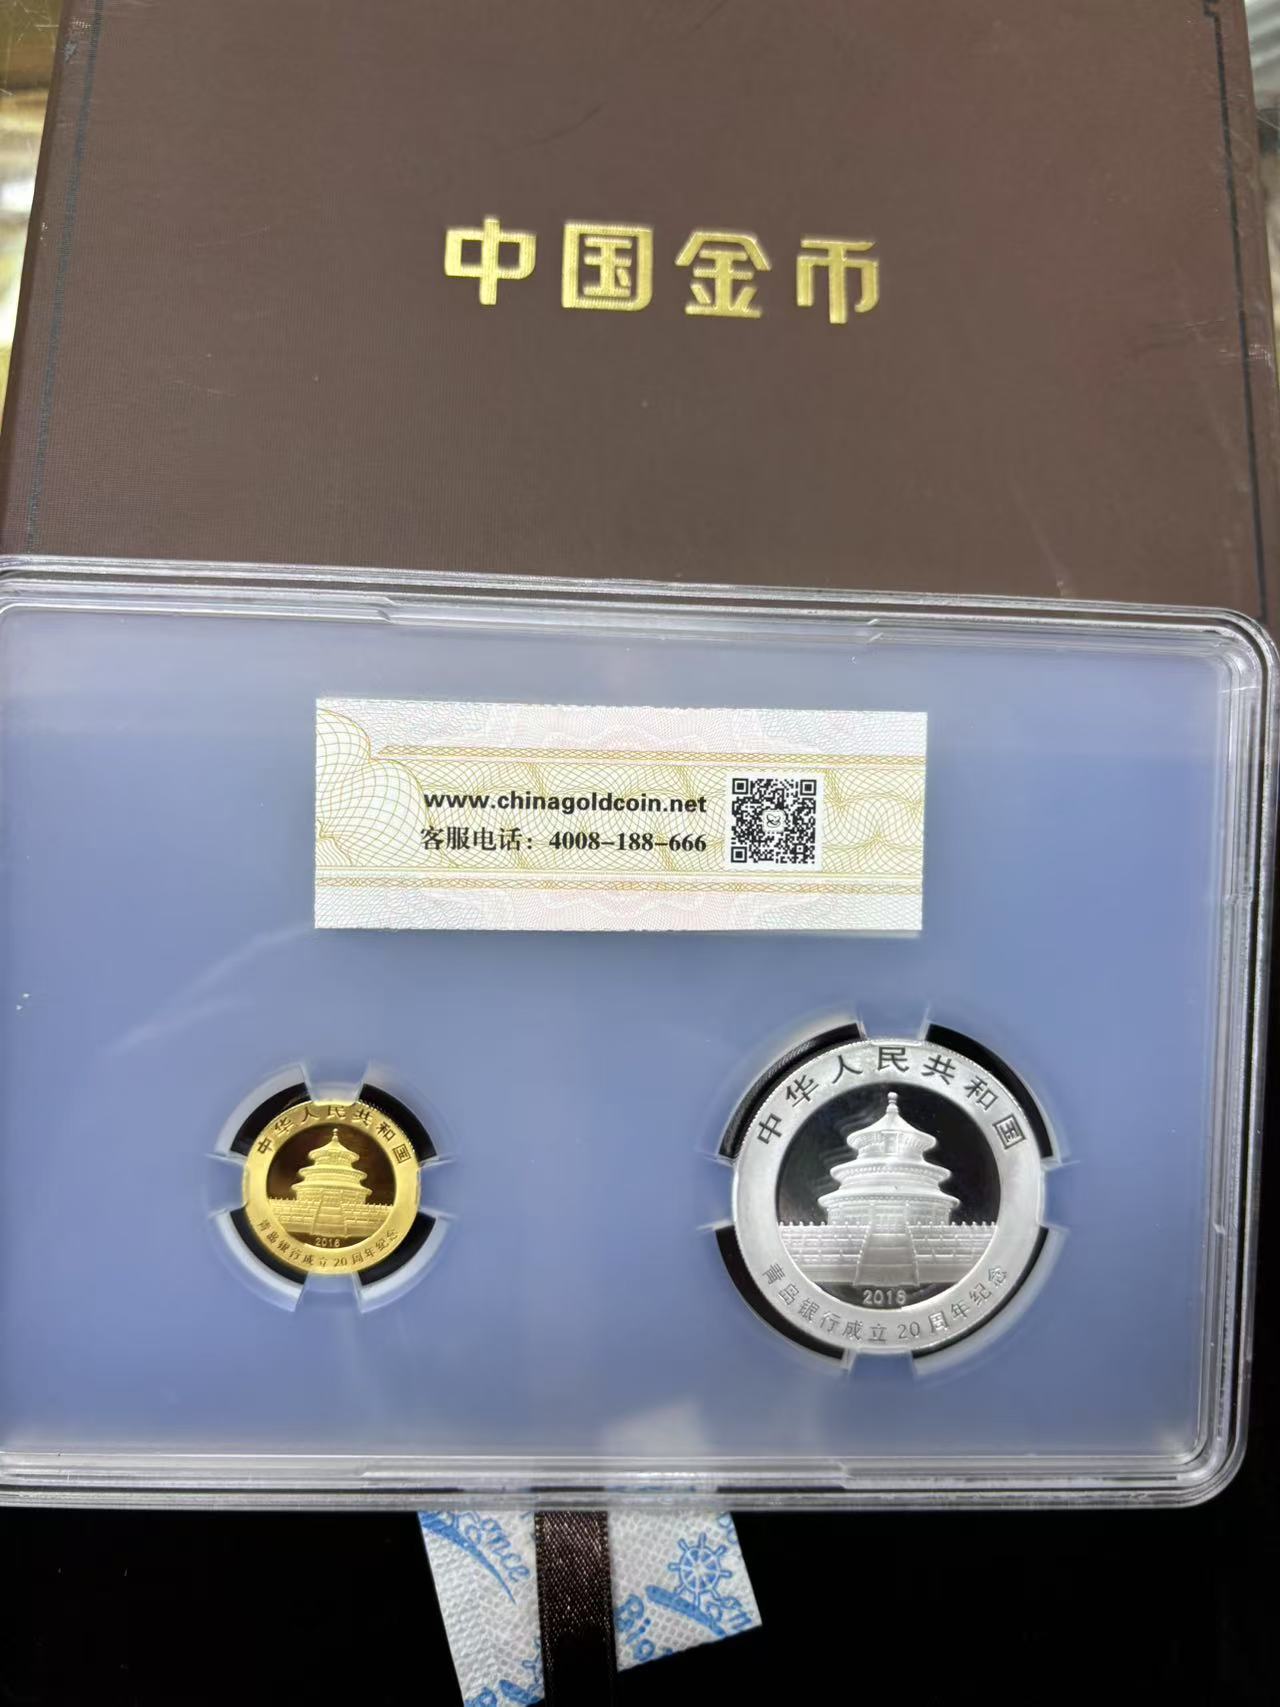 中国金币
www.chinagoldcoin.net
客服电话：4008-188-666
中华人民共和国
2016
青岛银行成立20周年纪念
中华人民共和国
2016
青岛银行成立20周年纪念